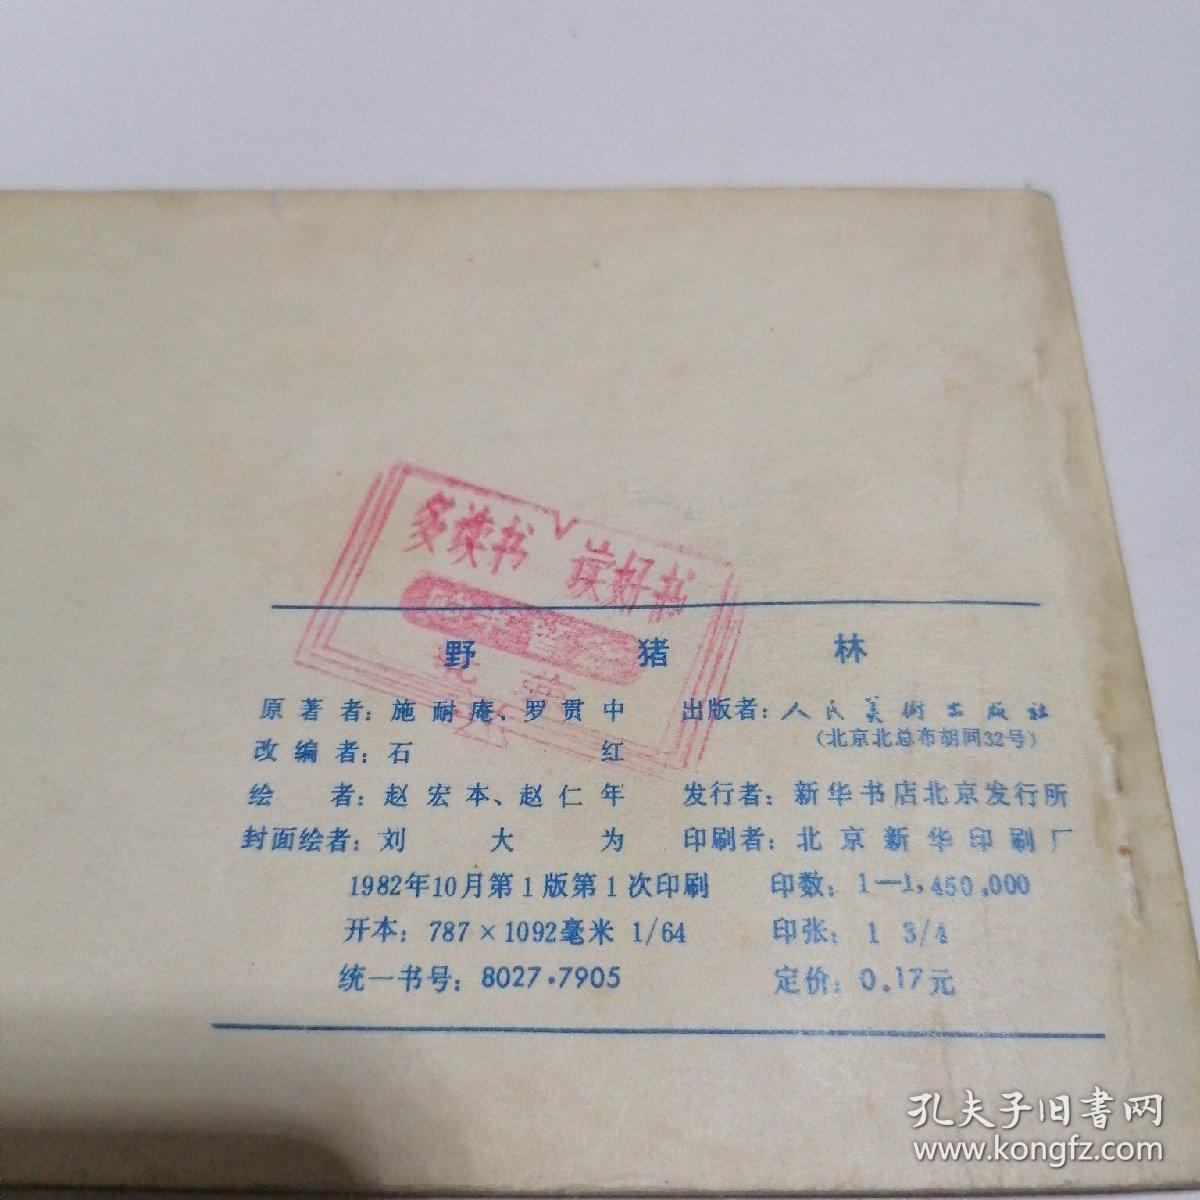 多读书 读好书
野猪林
原著者：施耐庵、罗贯中
改编者：石红
绘者：赵宏本、赵仁年
封面绘者：刘大为
出版者：人民美術出版社
（北京北总布胡同32号）
发行者：新华书店北京发行所
印刷者：北京新华印刷厂
1982年10月第1版第1次印刷 印数：1—1,450,000
开本：787×1092毫米 1/64 印张：1 3/4
统一书号：8027·7905 定价：0.17元
孔夫子旧書网
www.kongfz.com